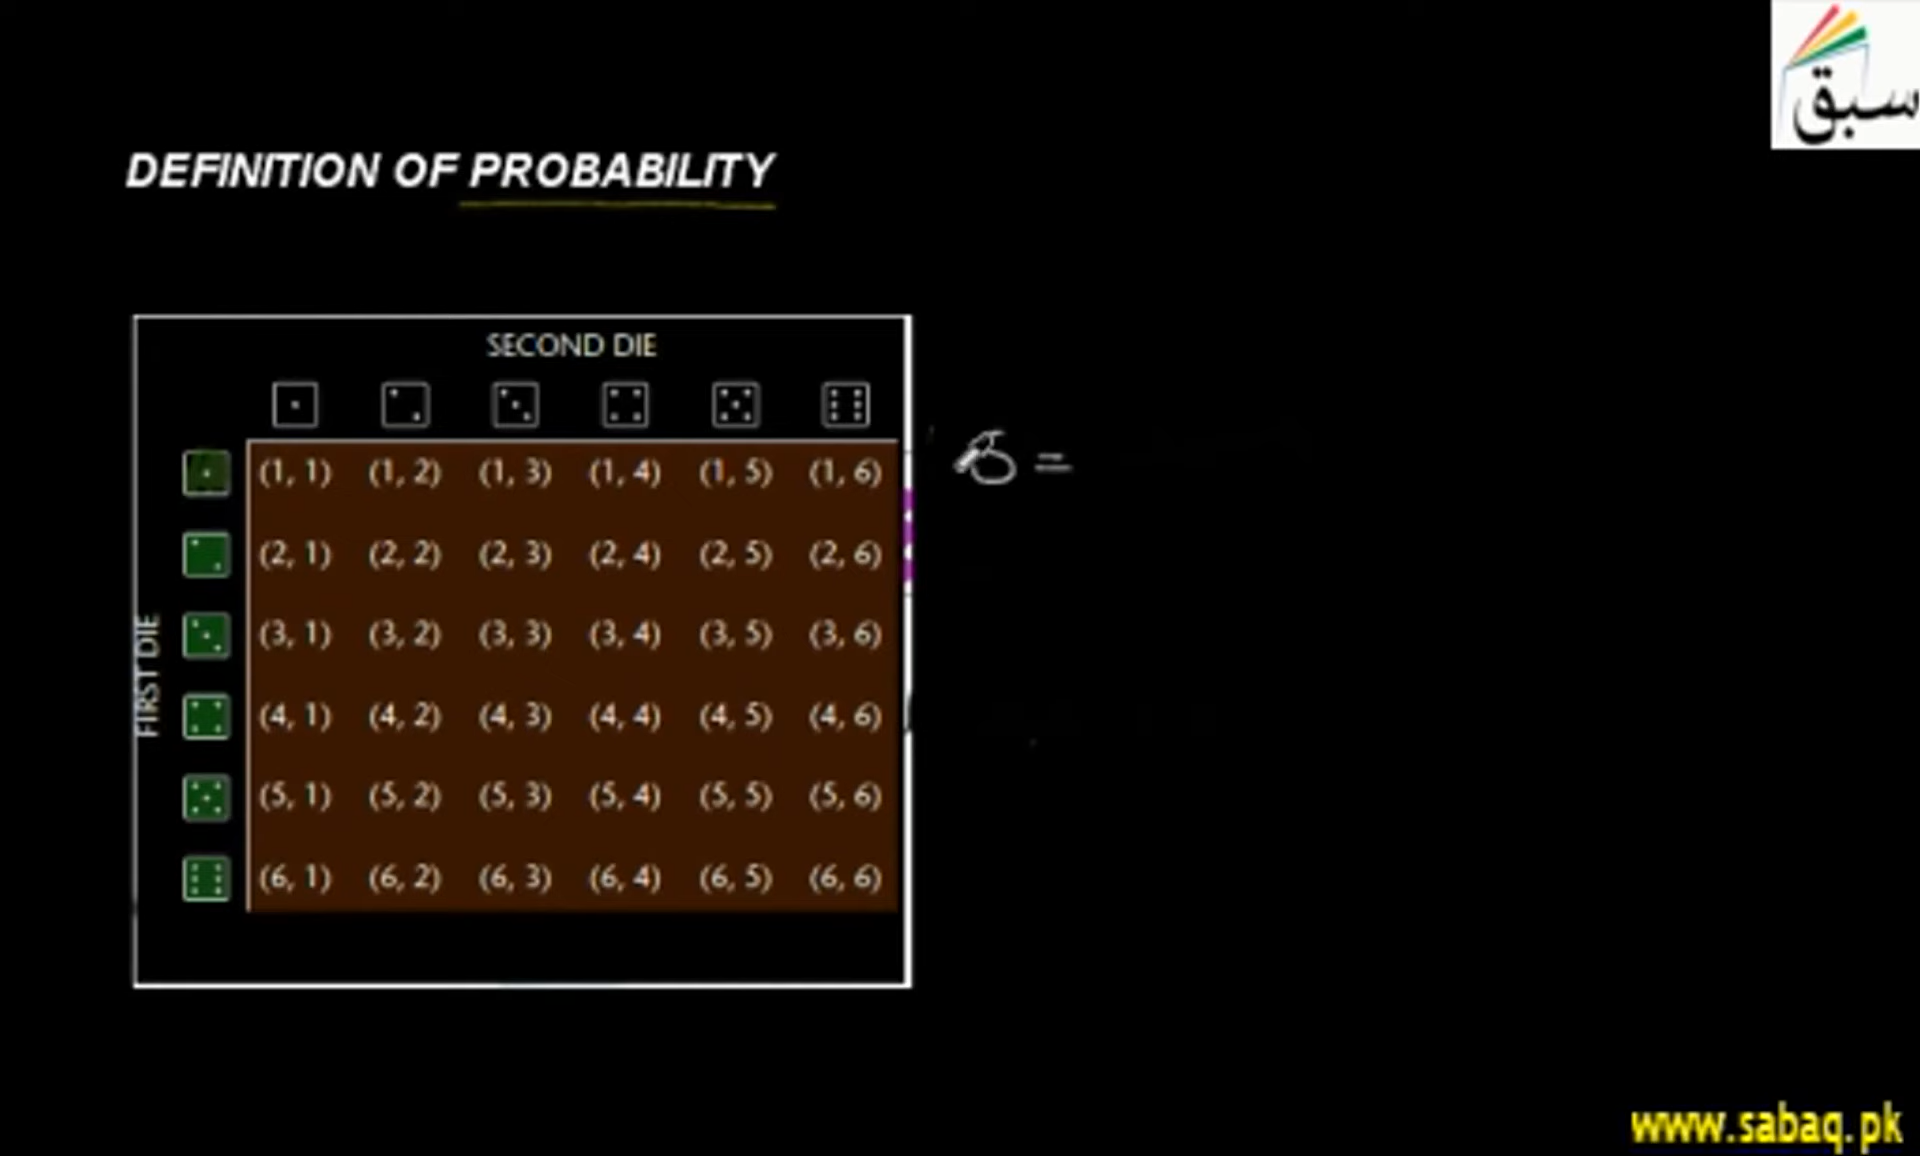 سبق
DEFINITION OF PROBABILITY
SECOND DIE
FIRST DIE
(1, 1) (1, 2) (1, 3) (1, 4) (1, 5) (1, 6)
(2, 1) (2, 2) (2, 3) (2, 4) (2, 5) (2, 6)
(3, 1) (3, 2) (3, 3) (3, 4) (3, 5) (3, 6)
(4, 1) (4, 2) (4, 3) (4, 4) (4, 5) (4, 6)
(5, 1) (5, 2) (5, 3) (5, 4) (5, 5) (5, 6)
(6, 1) (6, 2) (6, 3) (6, 4) (6, 5) (6, 6)
S =
www.sabaq.pk